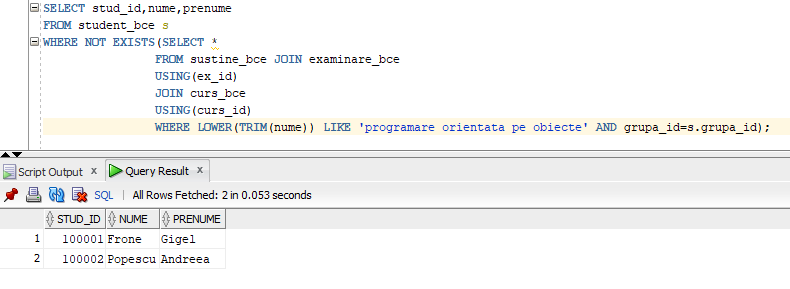 SELECT stud_id,nume,prenume
FROM student_bce s
WHERE NOT EXISTS(SELECT *
FROM sustine_bce JOIN examinare_bce
USING(ex_id)
JOIN curs_bce
USING(curs_id)
WHERE LOWER(TRIM(nume)) LIKE 'programare orientata pe obiecte' AND grupa_id=s.grupa_id);
Script Output x Query Result x
SQL | All Rows Fetched: 2 in 0.053 seconds
STUD_ID NUME PRENUME
1 100001 Frone Gigel
2 100002 Popescu Andreea